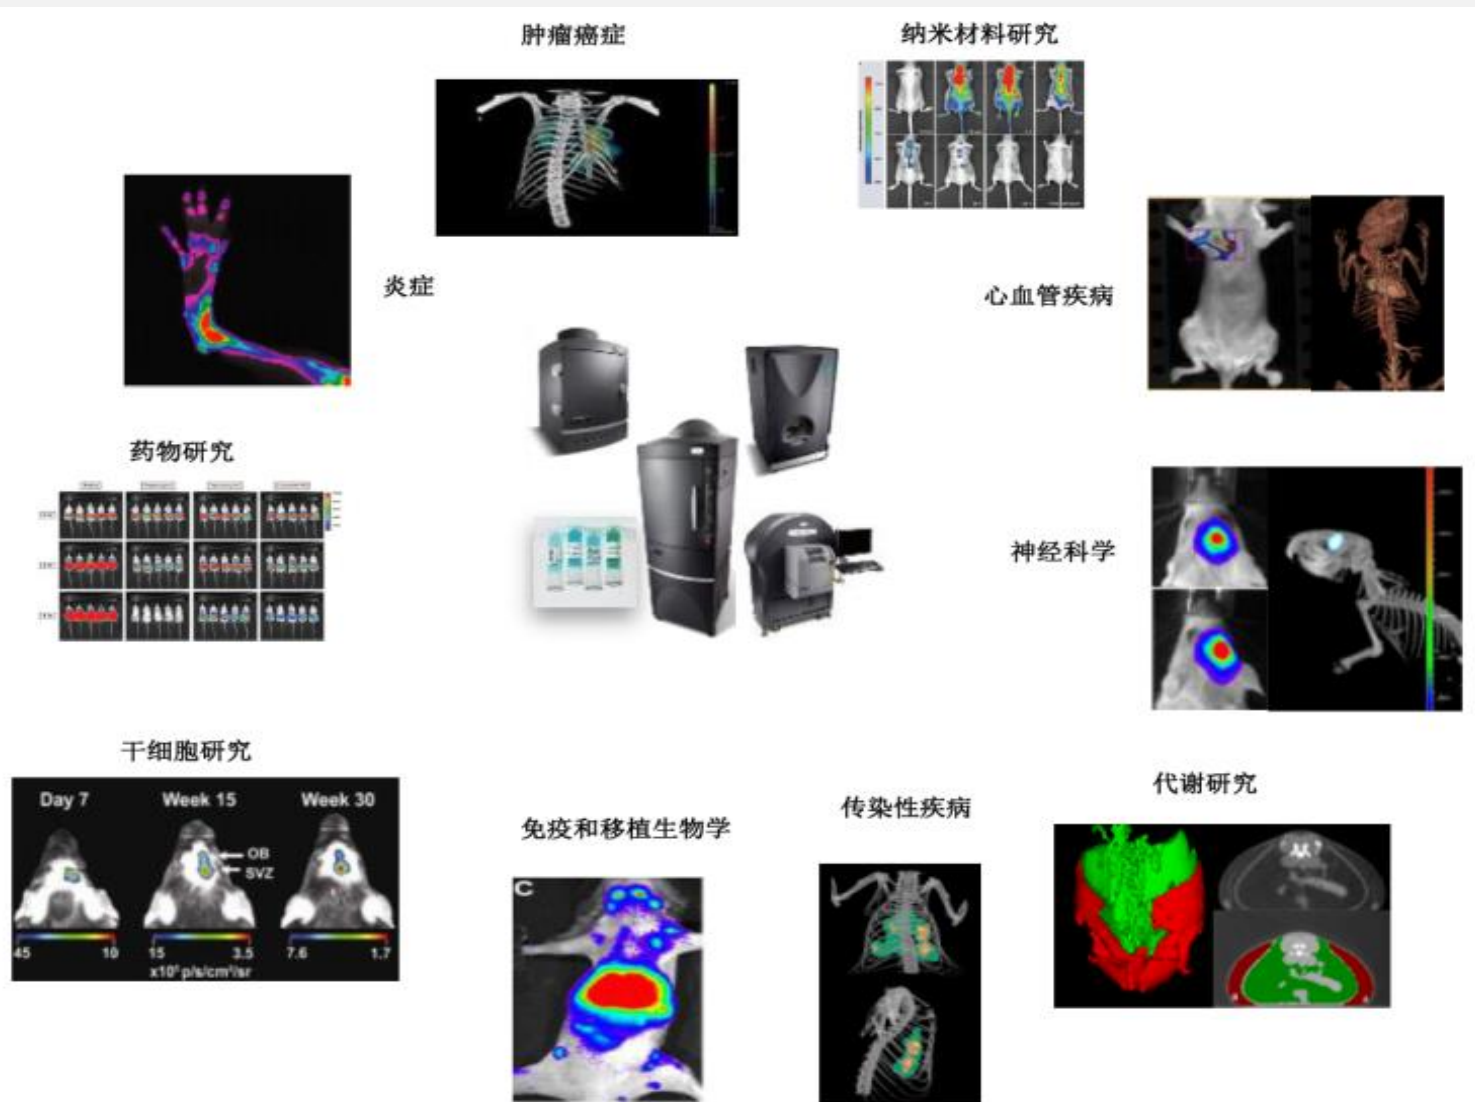 肿瘤癌症
纳米材料研究
炎症
心血管疾病
药物研究
神经科学
干细胞研究
Day 7
Week 15
Week 30
OB
SVZ
45 10
15 3.5
7.6 1.7
免疫和移植生物学
C
传染性疾病
代谢研究